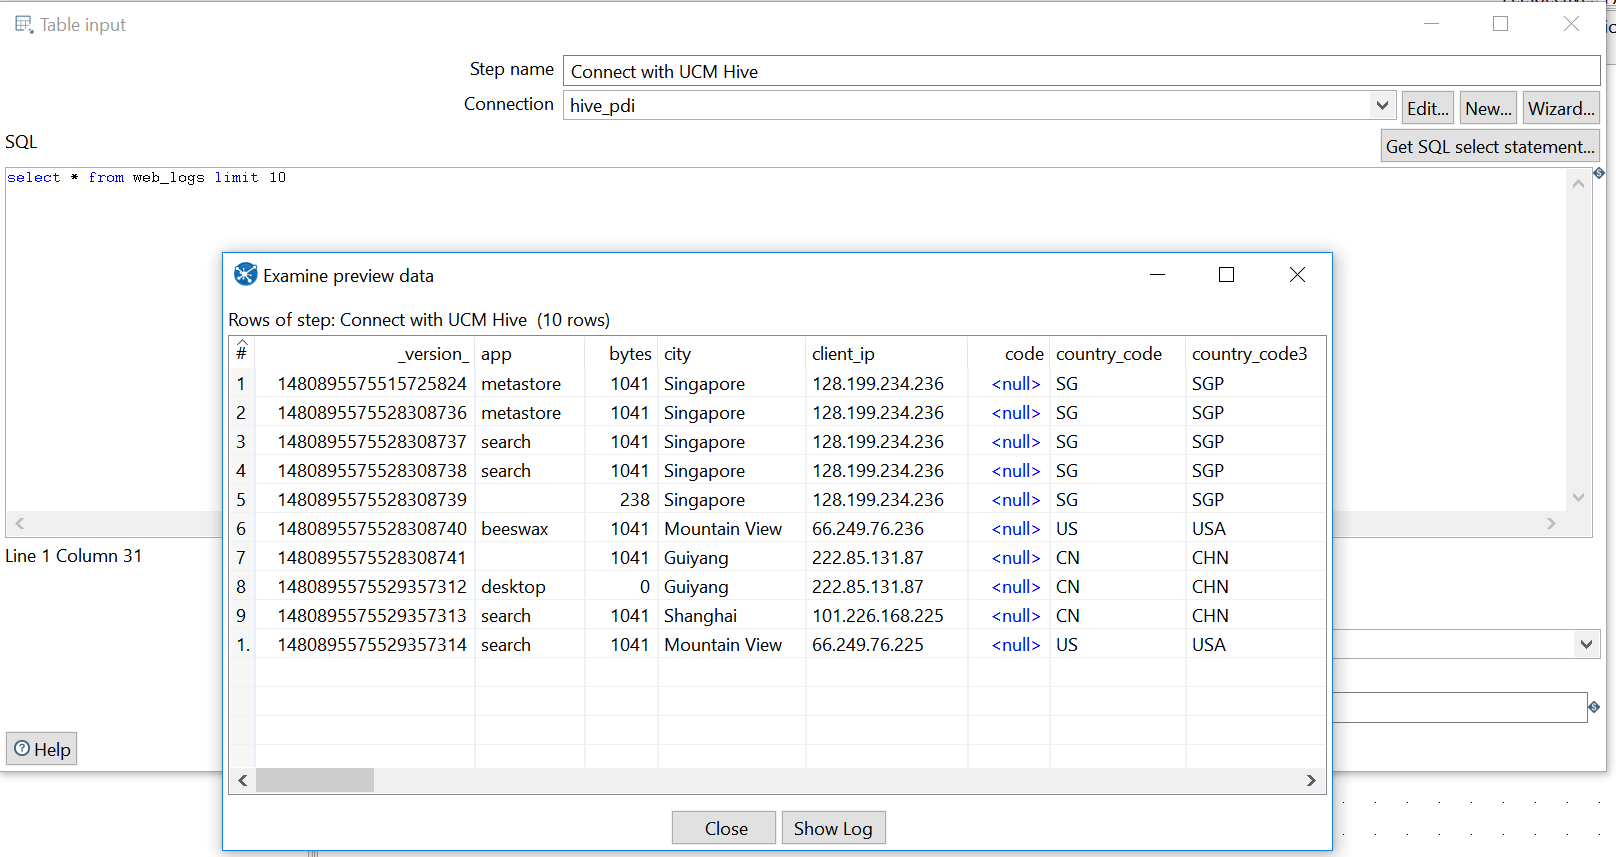 Table input
Step name Connect with UCM Hive
Connection hive_pdi Edit... New... Wizard...
SQL Get SQL select statement...
select * from web_logs limit 10
Examine preview data
Rows of step: Connect with UCM Hive (10 rows)
# _version_ app bytes city client_ip code country_code country_code3
1 1480895575515725824 metastore 1041 Singapore 128.199.234.236 <null> SG SGP
2 1480895575528308736 metastore 1041 Singapore 128.199.234.236 <null> SG SGP
3 1480895575528308737 search 1041 Singapore 128.199.234.236 <null> SG SGP
4 1480895575528308738 search 1041 Singapore 128.199.234.236 <null> SG SGP
5 1480895575528308739 238 Singapore 128.199.234.236 <null> SG SGP
6 1480895575528308740 beeswax 1041 Mountain View 66.249.76.236 <null> US USA
7 1480895575528308741 1041 Guiyang 222.85.131.87 <null> CN CHN
8 1480895575529357312 desktop 0 Guiyang 222.85.131.87 <null> CN CHN
9 1480895575529357313 search 1041 Shanghai 101.226.168.225 <null> CN CHN
1. 1480895575529357314 search 1041 Mountain View 66.249.76.225 <null> US USA
Line 1 Column 31
Help
Close Show Log